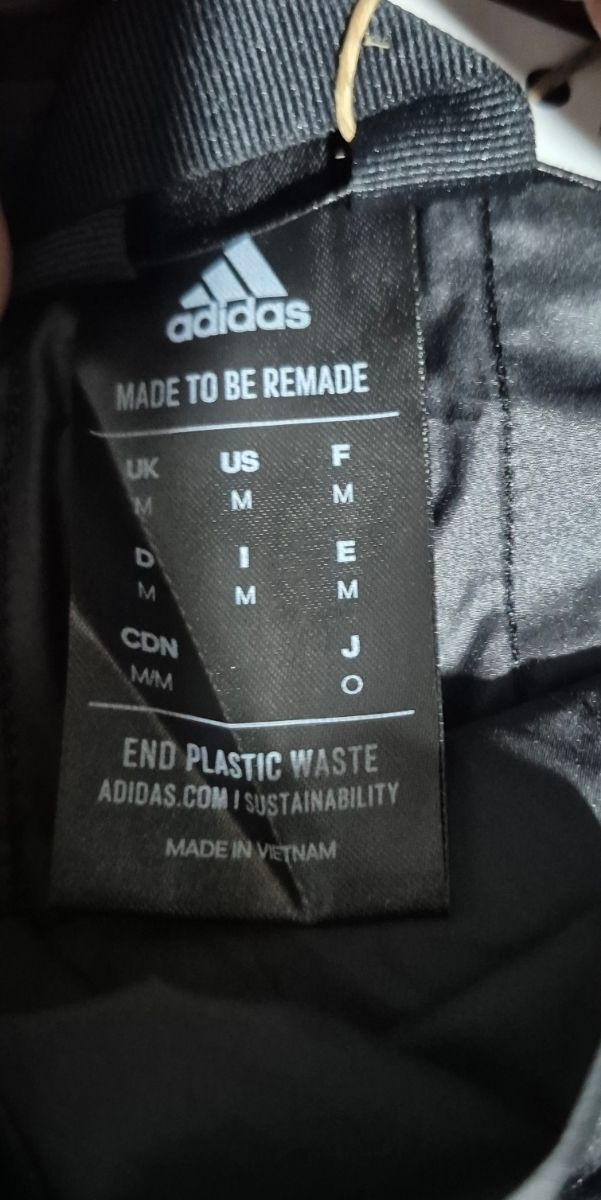 adidas
MADE TO BE REMADE
UK US F
M M M
D I E
M M M
CDN J
M/M O
END PLASTIC WASTE
ADIDAS.COM / SUSTAINABILITY
MADE IN VIETNAM